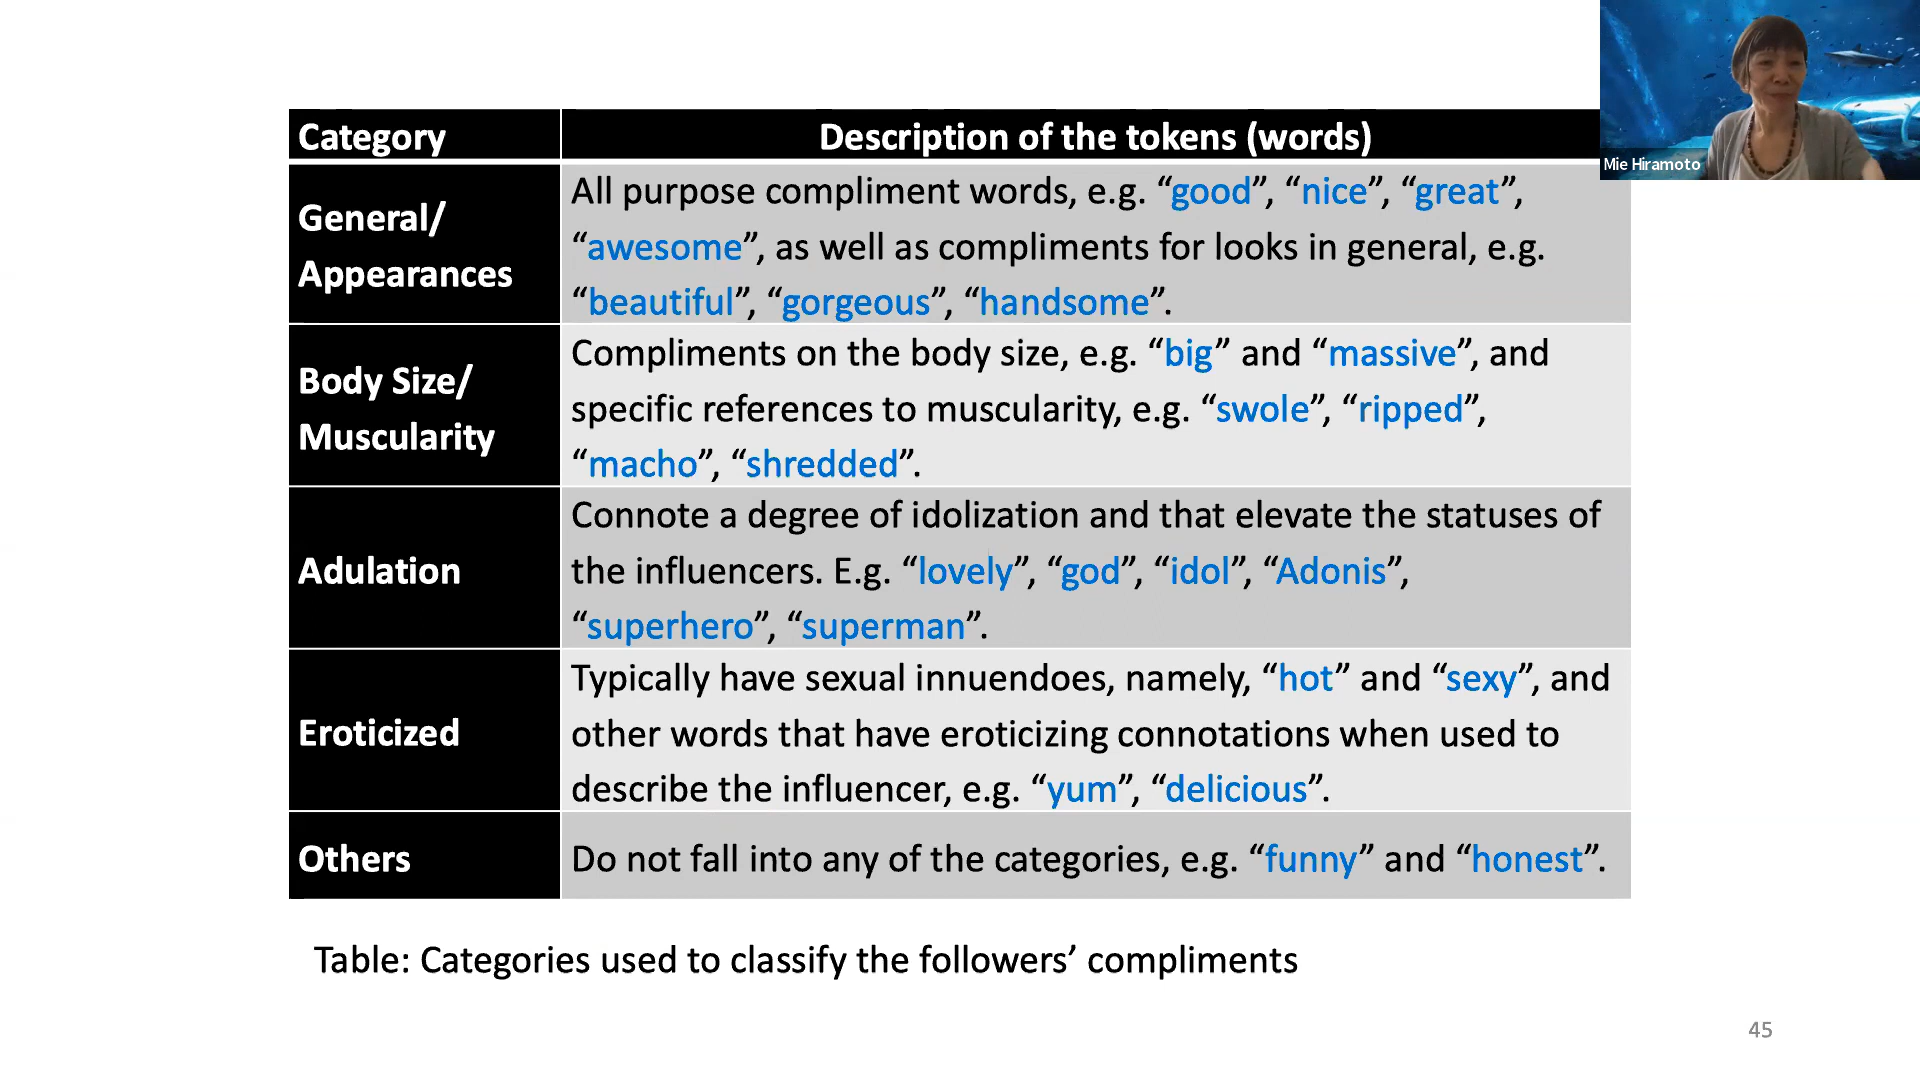 Category
Description of the tokens (words)
Mie Hiramoto
General/
Appearances
All purpose compliment words, e.g. “good”, “nice”, “great”,
“awesome”, as well as compliments for looks in general, e.g.
“beautiful”, “gorgeous”, “handsome”.
Body Size/
Muscularity
Compliments on the body size, e.g. “big” and “massive”, and
specific references to muscularity, e.g. “swole”, “ripped”,
“macho”, “shredded”.
Adulation
Connote a degree of idolization and that elevate the statuses of
the influencers. E.g. “lovely”, “god”, “idol”, “Adonis”,
“superhero”, “superman”.
Eroticized
Typically have sexual innuendoes, namely, “hot” and “sexy”, and
other words that have eroticizing connotations when used to
describe the influencer, e.g. “yum”, “delicious”.
Others
Do not fall into any of the categories, e.g. “funny” and “honest”.
Table: Categories used to classify the followers’ compliments
45